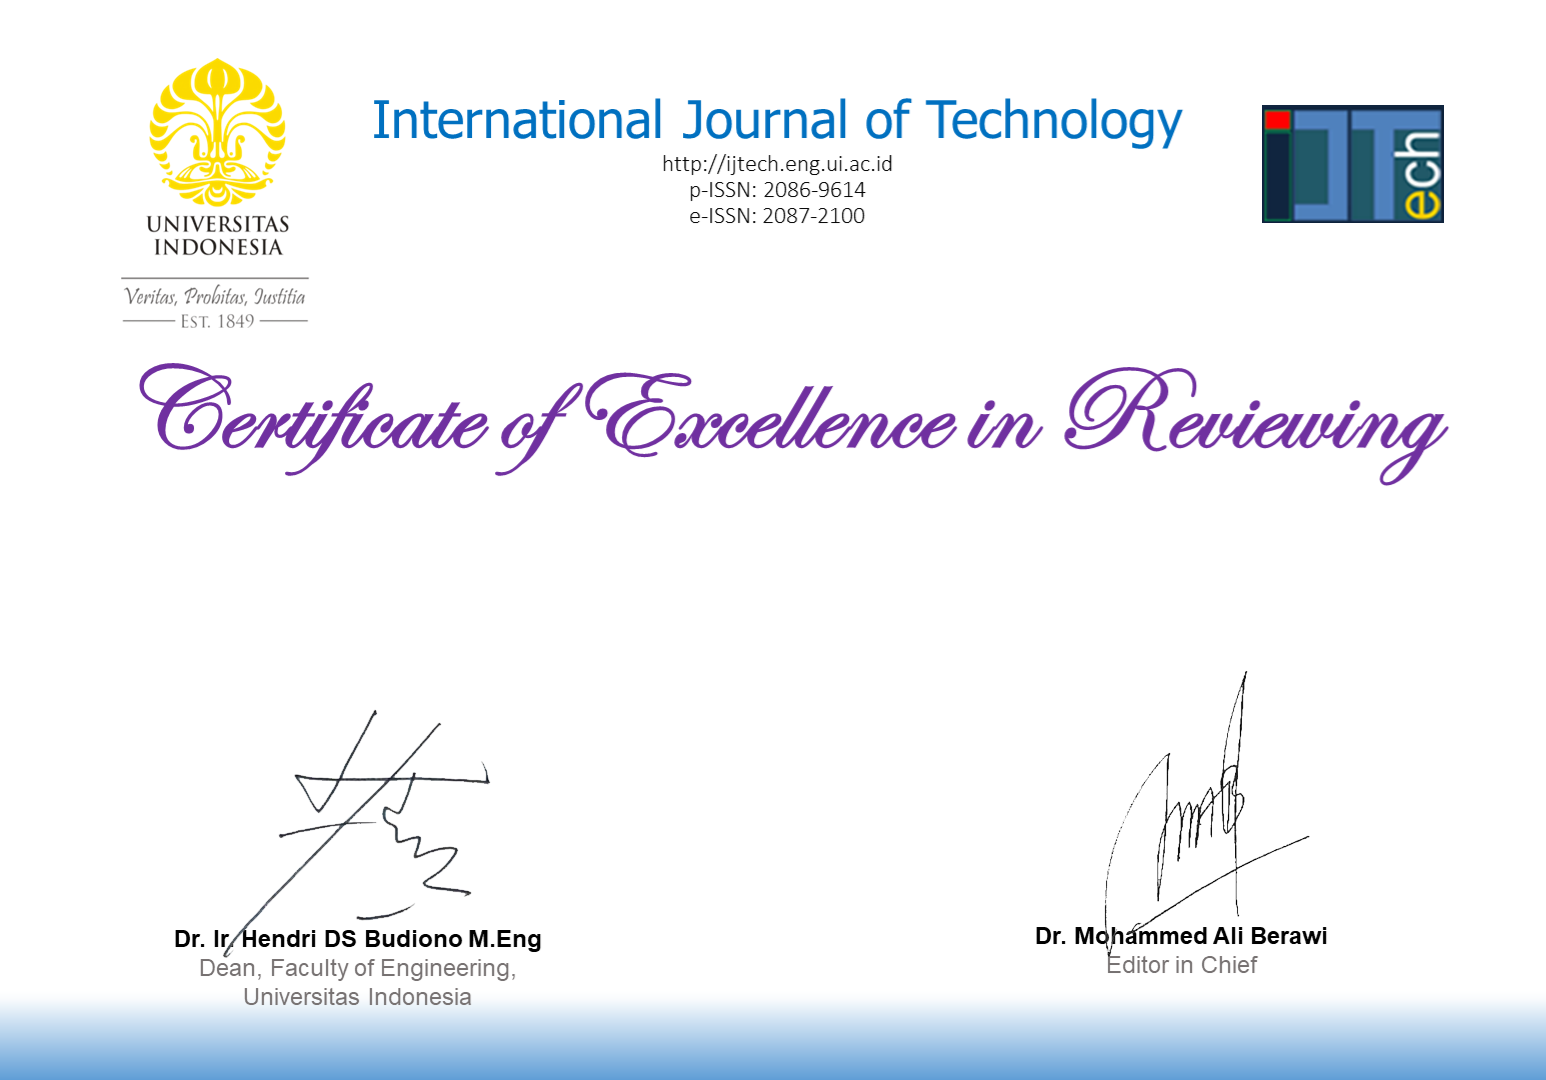 International Journal of Technology
http://ijtech.eng.ui.ac.id
p-ISSN: 2086-9614
e-ISSN: 2087-2100
UNIVERSITAS
INDONESIA
Veritas, Probitas, Iustitia
EST. 1849
iJTech
Certificate of Excellence in Reviewing
Dr. Ir. Hendri DS Budiono M.Eng
Dean, Faculty of Engineering,
Universitas Indonesia
Dr. Mohammed Ali Berawi
Editor in Chief